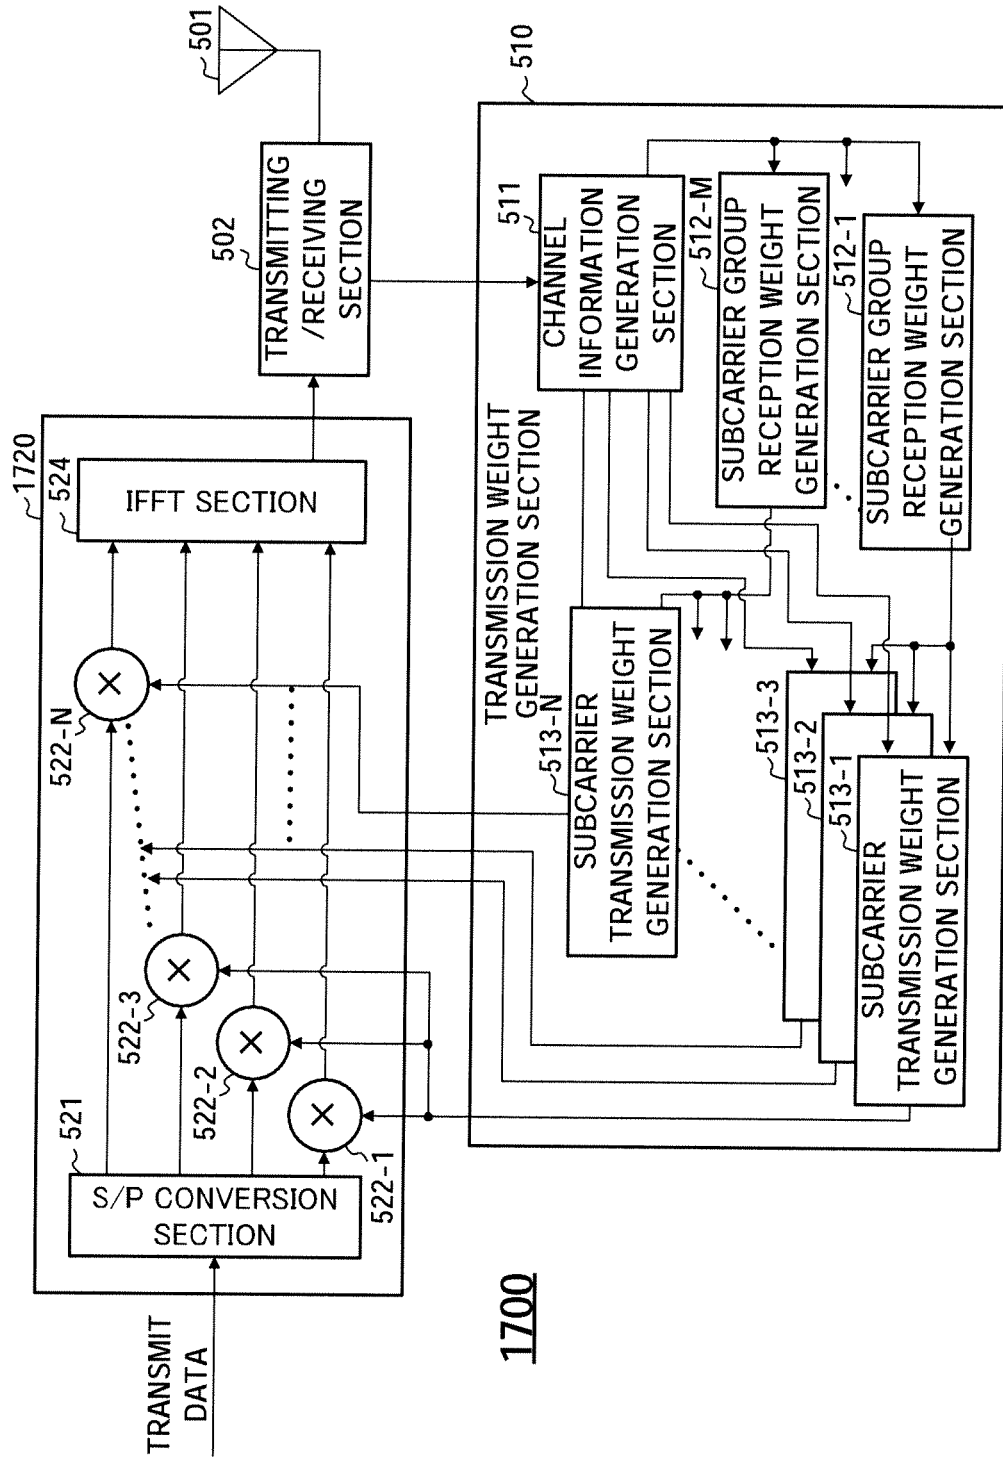 TRANSMIT
DATA
1720
521
S/P CONVERSION
SECTION
522-1
522-2
522-3
522-N
524
IFFT SECTION
502
TRANSMITTING
/RECEIVING
SECTION
501
510
TRANSMISSION WEIGHT
GENERATION SECTION
511
CHANNEL
INFORMATION
GENERATION
SECTION
512-M
SUBCARRIER GROUP
RECEPTION WEIGHT
GENERATION SECTION
512-1
SUBCARRIER GROUP
RECEPTION WEIGHT
GENERATION SECTION
513-N
SUBCARRIER
TRANSMISSION WEIGHT
GENERATION SECTION
513-3
513-2
513-1
SUBCARRIER
TRANSMISSION WEIGHT
GENERATION SECTION
1700